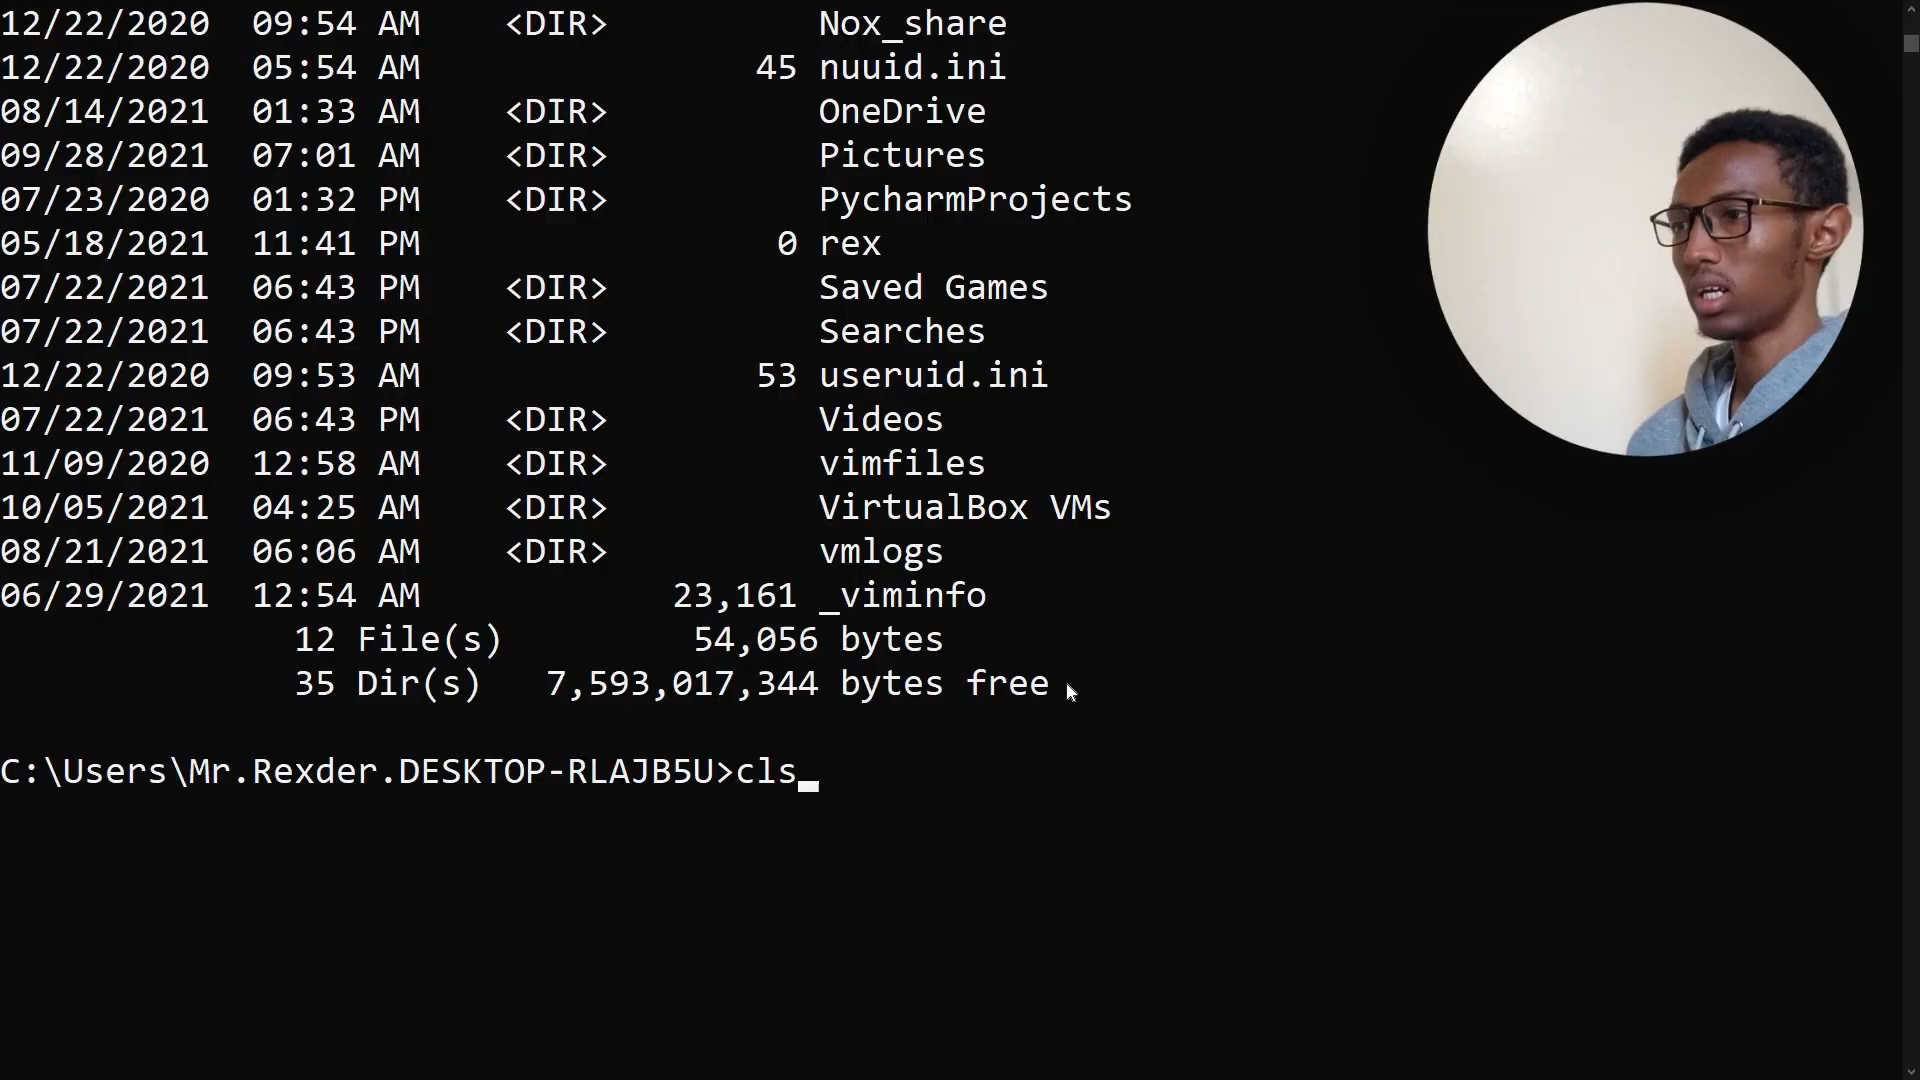 12/22/2020  09:54 AM    <DIR>          Nox_share
12/22/2020  05:54 AM                45 nuuid.ini
08/14/2021  01:33 AM    <DIR>          OneDrive
09/28/2021  07:01 AM    <DIR>          Pictures
07/23/2020  01:32 PM    <DIR>          PycharmProjects
05/18/2021  11:41 PM                 0 rex
07/22/2021  06:43 PM    <DIR>          Saved Games
07/22/2021  06:43 PM    <DIR>          Searches
12/22/2020  09:53 AM                53 useruid.ini
07/22/2021  06:43 PM    <DIR>          Videos
11/09/2020  12:58 AM    <DIR>          vimfiles
10/05/2021  04:25 AM    <DIR>          VirtualBox VMs
08/21/2021  06:06 AM    <DIR>          vmlogs
06/29/2021  12:54 AM            23,161 _viminfo
              12 File(s)         54,056 bytes
              35 Dir(s)   7,593,017,344 bytes free
C:\Users\Mr.Rexder.DESKTOP-RLAJB5U>cls